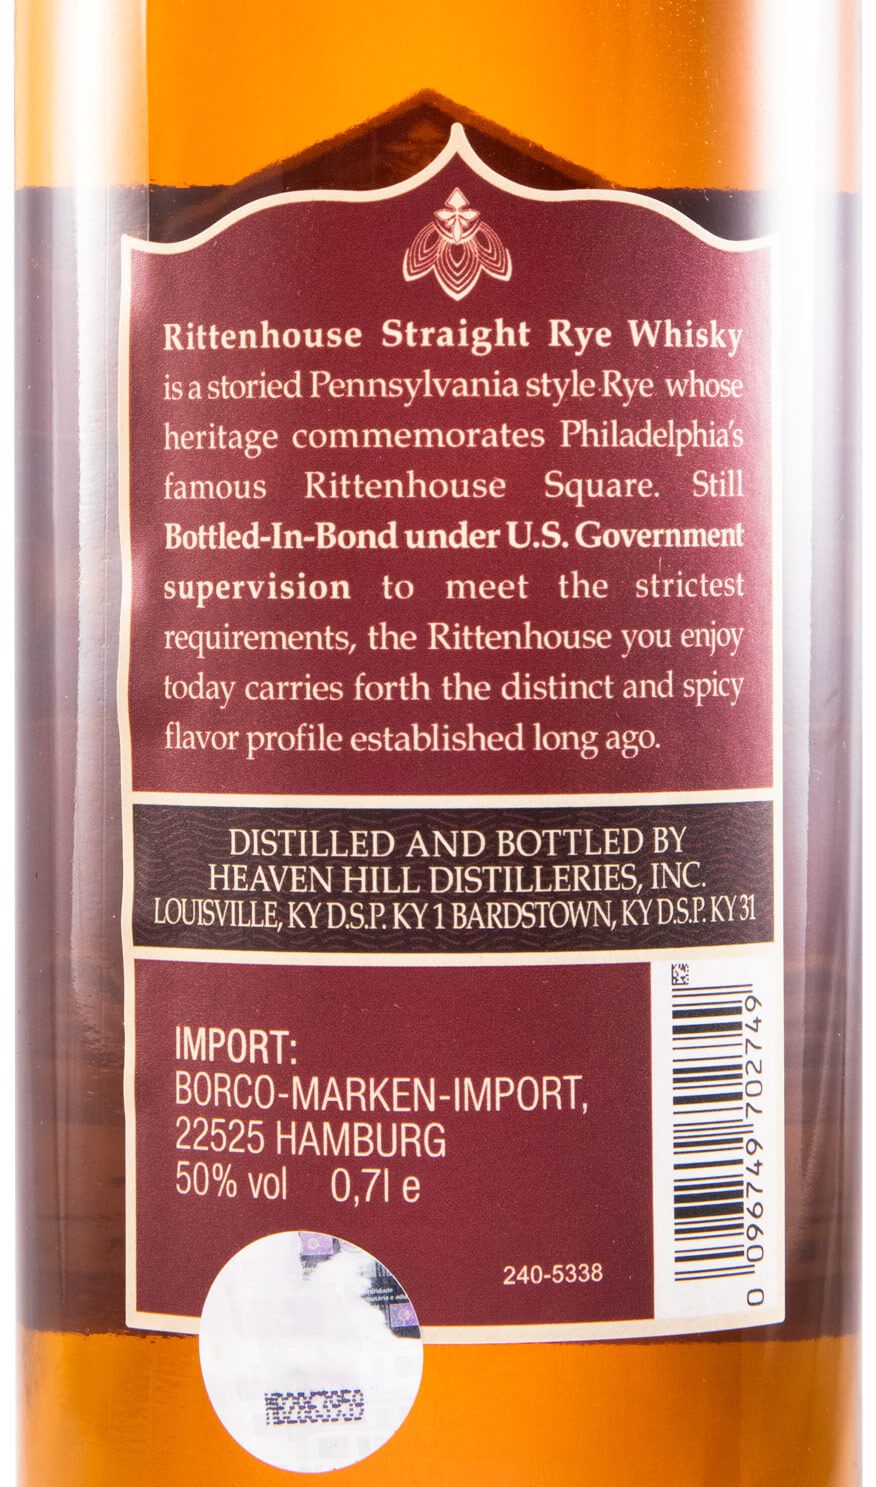 Rittenhouse Straight Rye Whisky
is a storied Pennsylvania style Rye whose
heritage commemorates Philadelphia's
famous Rittenhouse Square. Still
Bottled-In-Bond under U.S. Government
supervision to meet the strictest
requirements, the Rittenhouse you enjoy
today carries forth the distinct and spicy
flavor profile established long ago.
DISTILLED AND BOTTLED BY
HEAVEN HILL DISTILLERIES, INC.
LOUISVILLE, KY D.S.P. KY 1 BARDSTOWN, KY D.S.P. KY 31
IMPORT:
BORCO-MARKEN-IMPORT,
22525 HAMBURG
50% vol 0,7l e
240-5338
0 096749 702749